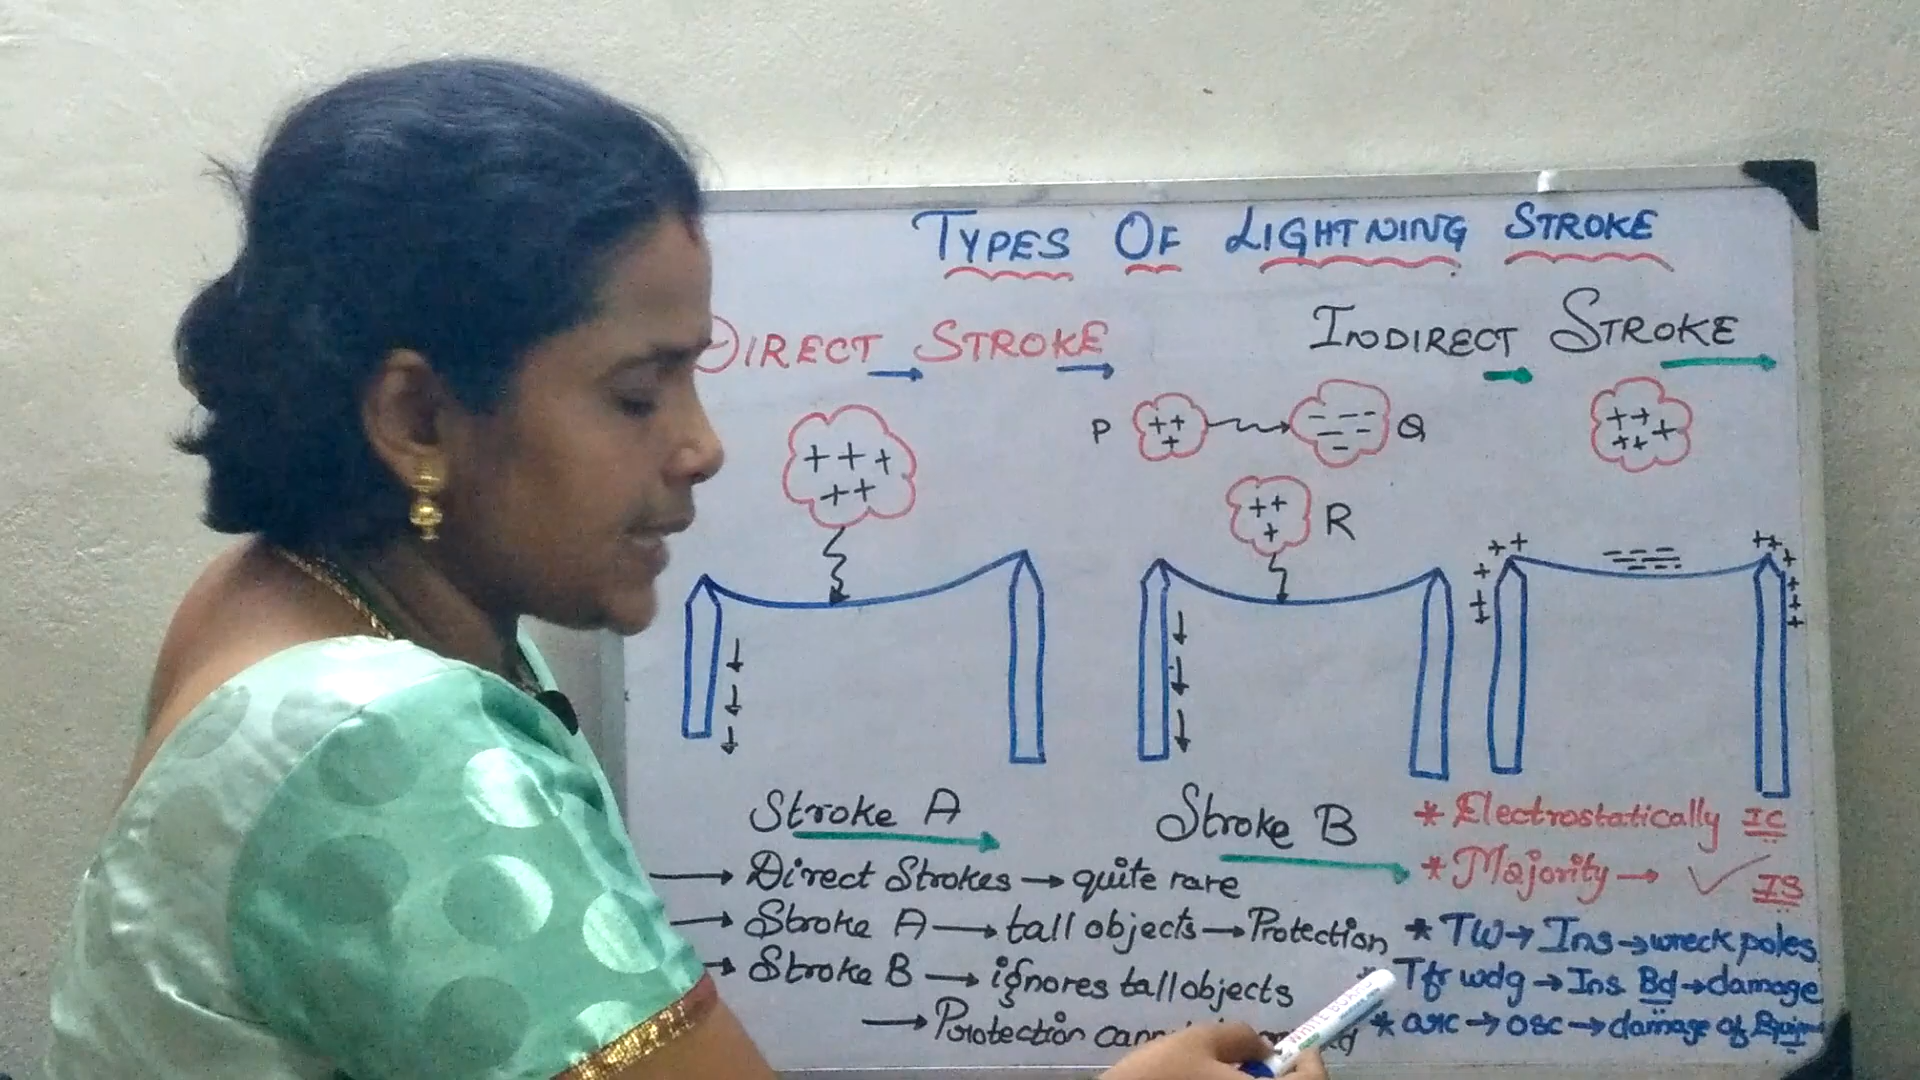 TYPES OF LIGHTNING STROKE
DIRECT STROKE
INDIRECT STROKE
P ++ + - - - - - - - Q
++ ++ +
+ + +
+ +
++ + R
Stroke A
Stroke B
Direct Strokes → quite rare
Stroke A → tall objects → Protection
Stroke B → ignores tall objects
→ Protection
* Electrostatically IC
* Majority → ✓ IS
* TW → Ins → wreck poles
* Tfr wdg → Ins. Bd → damage
* arc → osc → damage of
WHITE BOARD